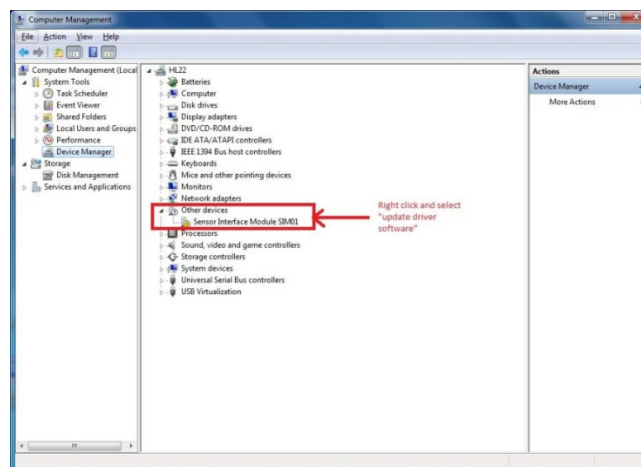 Computer Management
File Action View Help
Computer Management (Local
System Tools
Task Scheduler
Event Viewer
Shared Folders
Local Users and Groups
Performance
Device Manager
Storage
Disk Management
Services and Applications
HL22
Batteries
Computer
Disk drives
Display adapters
DVD/CD-ROM drives
IDE ATA/ATAPI controllers
IEEE 1394 Bus host controllers
Keyboards
Mice and other pointing devices
Monitors
Network adapters
Other devices
Sensor Interface Module SIM01
Processors
Sound, video and game controllers
Storage controllers
System devices
Universal Serial Bus controllers
USB Virtualization
Right click and select
"update driver
software"
Actions
Device Manager
More Actions